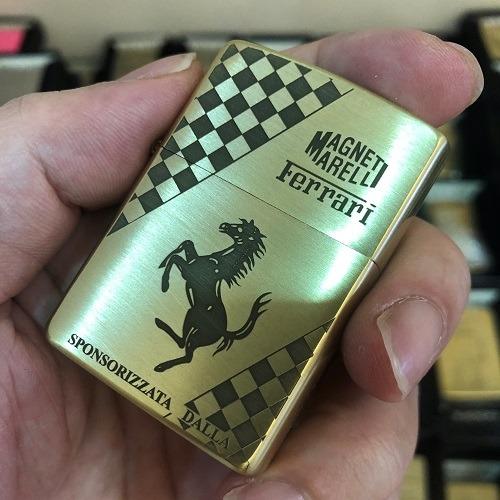 MAGNETI
MARELLI
Ferrari
SPONSORIZZATA DALLA